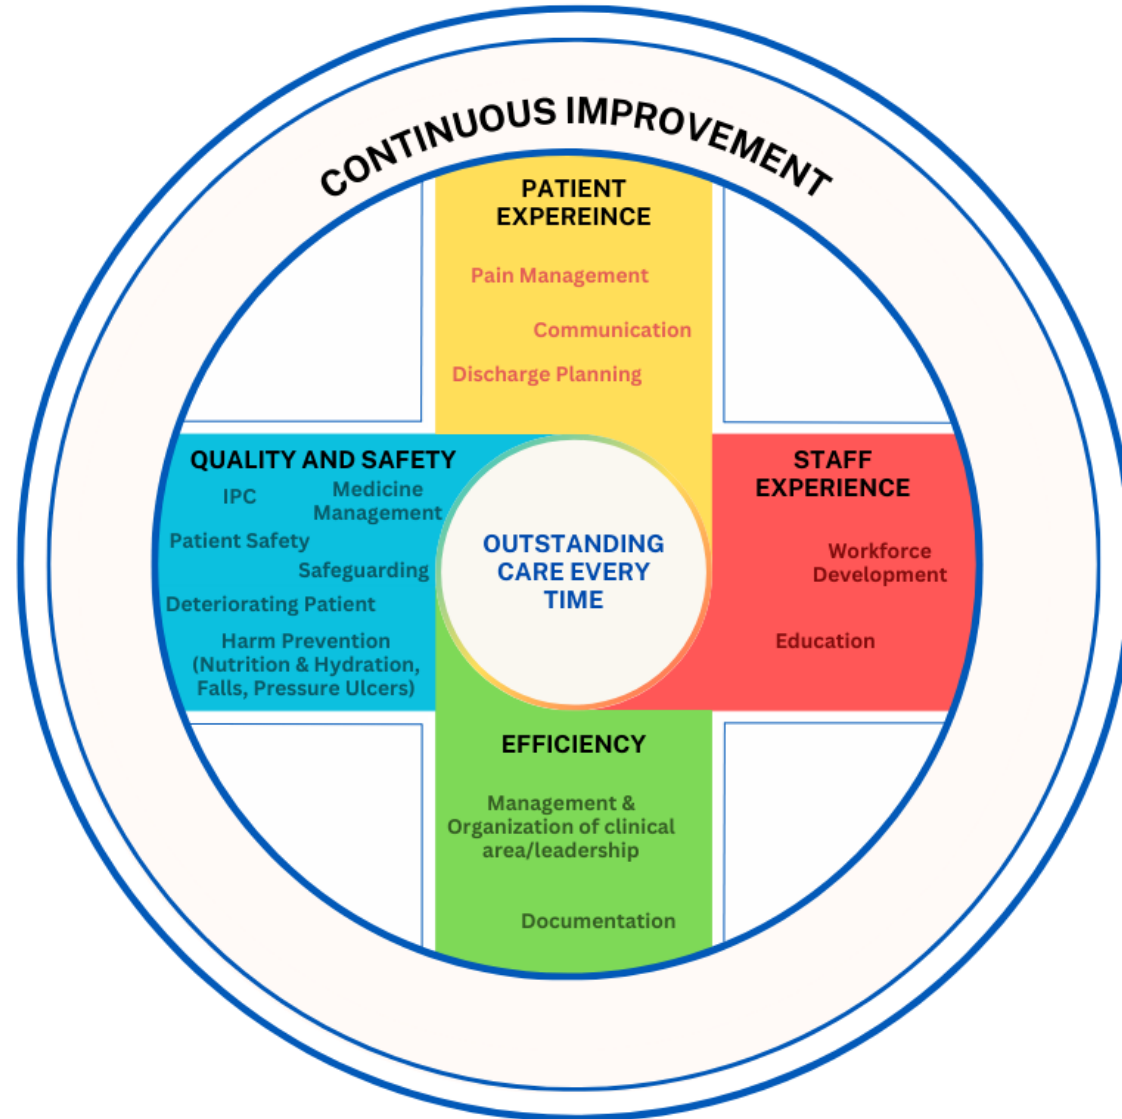 CONTINUOUS IMPROVEMENT
PATIENT
EXPEREINCE
Pain Management
Communication
Discharge Planning
QUALITY AND SAFETY
IPC
Medicine
Management
Patient Safety
Safeguarding
Deteriorating Patient
Harm Prevention
(Nutrition & Hydration,
Falls, Pressure Ulcers)
OUTSTANDING
CARE EVERY
TIME
STAFF
EXPERIENCE
Workforce
Development
Education
EFFICIENCY
Management &
Organization of clinical
area/leadership
Documentation